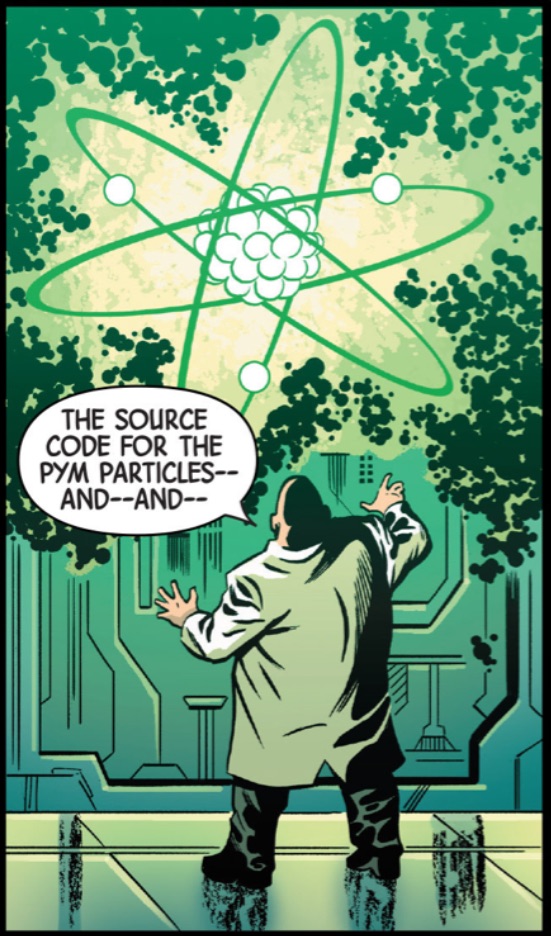 THE SOURCE
CODE FOR THE
PYM PARTICLES--
AND--AND--